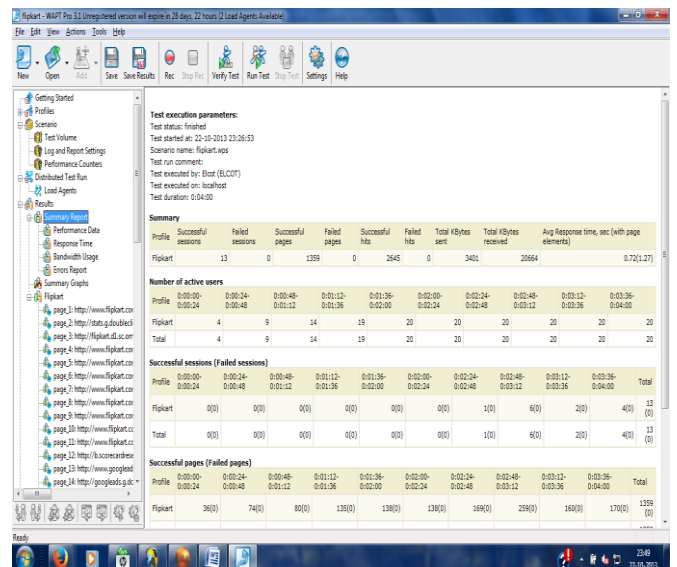 flipkart - WAPT Pro 3.1 Unregistered version will expire in 28 days, 22 hours (2 Load Agents Available)
File Edit View Actions Tools Help
New Open Add Save Save Results Rec Stop Rec Verify Test Run Test Stop Test Settings Help
Getting Started
Profiles
Scenario
Test Volume
Log and Report Settings
Performance Counters
Distributed Test Run
Load Agents
Results
Summary Report
Performance Data
Response Time
Bandwidth Usage
Errors Report
Summary Graphs
Flipkart
page_1: http://www.flipkart.cor
page_2: http://stats.g.doublecli
page_3: http://flipkart.d1.sc.om
page_4: http://www.flipkart.cor
page_5: http://www.flipkart.cor
page_6: http://www.flipkart.cor
page_7: http://www.flipkart.cor
page_8: http://www.flipkart.cor
page_9: http://www.flipkart.cor
page_10: http://www.flipkart.cc
page_11: http://www.flipkart.cc
page_12: http://b.scorecardrese
page_13: http://www.googlead
page_14: http://googleads.g.dc
Test execution parameters:
Test status: finished
Test started at: 22-10-2013 23:26:53
Scenario name: flipkart.wps
Test run comment:
Test executed by: Elcot (ELCOT)
Test executed on: localhost
Test duration: 0:04:00
Summary
Profile Successful sessions Failed sessions Successful pages Failed pages Successful hits Failed hits Total KBytes sent Total KBytes received Avg Response time, sec (with page elements)
Flipkart 13 0 1359 0 2645 0 3401 20664 0.72(1.27)
Number of active users
Profile 0:00:00-0:00:24 0:00:24-0:00:48 0:00:48-0:01:12 0:01:12-0:01:36 0:01:36-0:02:00 0:02:00-0:02:24 0:02:24-0:02:48 0:02:48-0:03:12 0:03:12-0:03:36 0:03:36-0:04:00
Flipkart 4 9 14 19 20 20 20 20 20 20
Total 4 9 14 19 20 20 20 20 20 20
Successful sessions (Failed sessions)
Profile 0:00:00-0:00:24 0:00:24-0:00:48 0:00:48-0:01:12 0:01:12-0:01:36 0:01:36-0:02:00 0:02:00-0:02:24 0:02:24-0:02:48 0:02:48-0:03:12 0:03:12-0:03:36 0:03:36-0:04:00 Total
Flipkart 0(0) 0(0) 0(0) 0(0) 0(0) 0(0) 1(0) 6(0) 2(0) 4(0) 13 (0)
Total 0(0) 0(0) 0(0) 0(0) 0(0) 0(0) 1(0) 6(0) 2(0) 4(0) 13 (0)
Successful pages (Failed pages)
Profile 0:00:00-0:00:24 0:00:24-0:00:48 0:00:48-0:01:12 0:01:12-0:01:36 0:01:36-0:02:00 0:02:00-0:02:24 0:02:24-0:02:48 0:02:48-0:03:12 0:03:12-0:03:36 0:03:36-0:04:00 Total
Flipkart 36(0) 74(0) 80(0) 135(0) 138(0) 138(0) 169(0) 259(0) 160(0) 170(0) 1359 (0)
Ready
23:49
22-10-2013